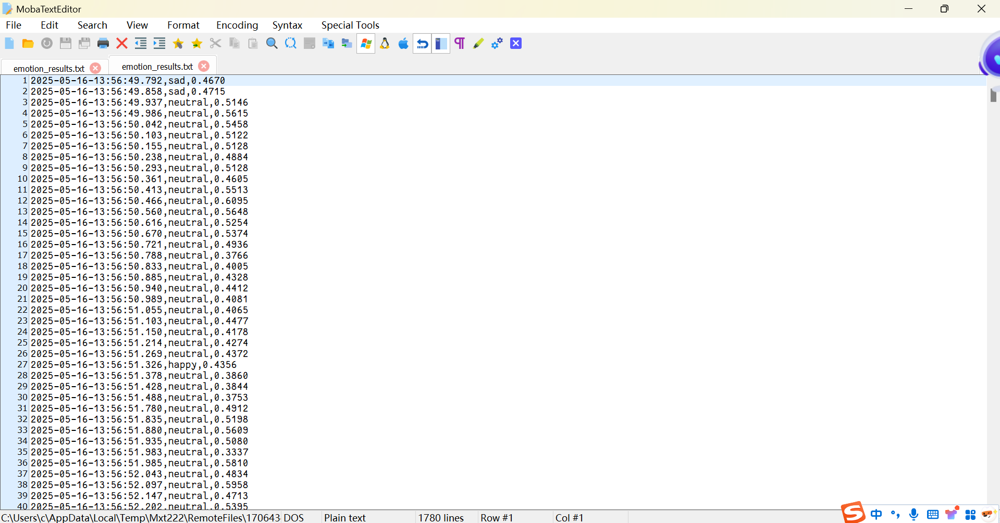 MobaTextEditor
File Edit Search View Format Encoding Syntax Special Tools
emotion_results.txt emotion_results.txt
1 2025-05-16-13:56:49.792,sad,0.4670
2 2025-05-16-13:56:49.858,sad,0.4715
3 2025-05-16-13:56:49.937,neutral,0.5146
4 2025-05-16-13:56:49.986,neutral,0.5615
5 2025-05-16-13:56:50.042,neutral,0.5458
6 2025-05-16-13:56:50.103,neutral,0.5122
7 2025-05-16-13:56:50.155,neutral,0.5128
8 2025-05-16-13:56:50.238,neutral,0.4884
9 2025-05-16-13:56:50.293,neutral,0.5128
10 2025-05-16-13:56:50.361,neutral,0.4605
11 2025-05-16-13:56:50.413,neutral,0.5513
12 2025-05-16-13:56:50.466,neutral,0.6095
13 2025-05-16-13:56:50.560,neutral,0.5648
14 2025-05-16-13:56:50.616,neutral,0.5254
15 2025-05-16-13:56:50.670,neutral,0.5374
16 2025-05-16-13:56:50.721,neutral,0.4936
17 2025-05-16-13:56:50.788,neutral,0.3766
18 2025-05-16-13:56:50.833,neutral,0.4005
19 2025-05-16-13:56:50.885,neutral,0.4328
20 2025-05-16-13:56:50.940,neutral,0.4412
21 2025-05-16-13:56:50.989,neutral,0.4081
22 2025-05-16-13:56:51.055,neutral,0.4065
23 2025-05-16-13:56:51.103,neutral,0.4477
24 2025-05-16-13:56:51.150,neutral,0.4178
25 2025-05-16-13:56:51.214,neutral,0.4274
26 2025-05-16-13:56:51.269,neutral,0.4372
27 2025-05-16-13:56:51.326,happy,0.4356
28 2025-05-16-13:56:51.378,neutral,0.3860
29 2025-05-16-13:56:51.428,neutral,0.3844
30 2025-05-16-13:56:51.488,neutral,0.3753
31 2025-05-16-13:56:51.780,neutral,0.4912
32 2025-05-16-13:56:51.835,neutral,0.5198
33 2025-05-16-13:56:51.880,neutral,0.5609
34 2025-05-16-13:56:51.935,neutral,0.5080
35 2025-05-16-13:56:51.983,neutral,0.3337
36 2025-05-16-13:56:51.985,neutral,0.5810
37 2025-05-16-13:56:52.043,neutral,0.4834
38 2025-05-16-13:56:52.097,neutral,0.5958
39 2025-05-16-13:56:52.147,neutral,0.4713
40 2025-05-16-13:56:52.202,neutral,0.5395
C:\Users\c\AppData\Local\Temp\Mxt222\RemoteFiles\170643 DOS Plain text 1780 lines Row #1 Col #1
中